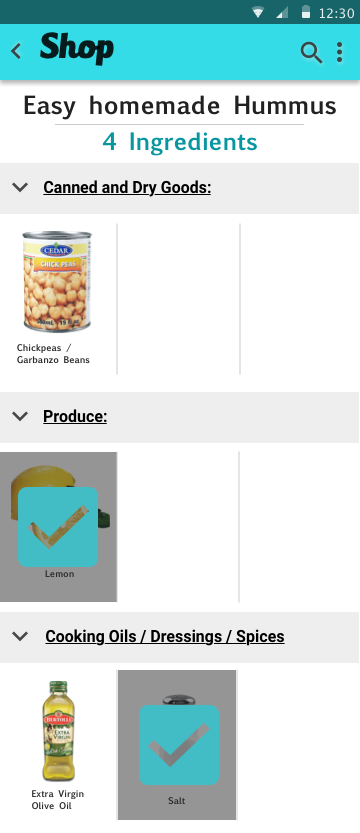 12:30
Shop
Easy homemade Hummus
4 Ingredients
Canned and Dry Goods:
CEDAR
CHICK PEAS
Chickpeas /
Garbanzo Beans
Produce:
Lemon
Cooking Oils / Dressings / Spices
BERTOLLI
EXTRA
VIRGIN
Extra Virgin
Olive Oil
Salt